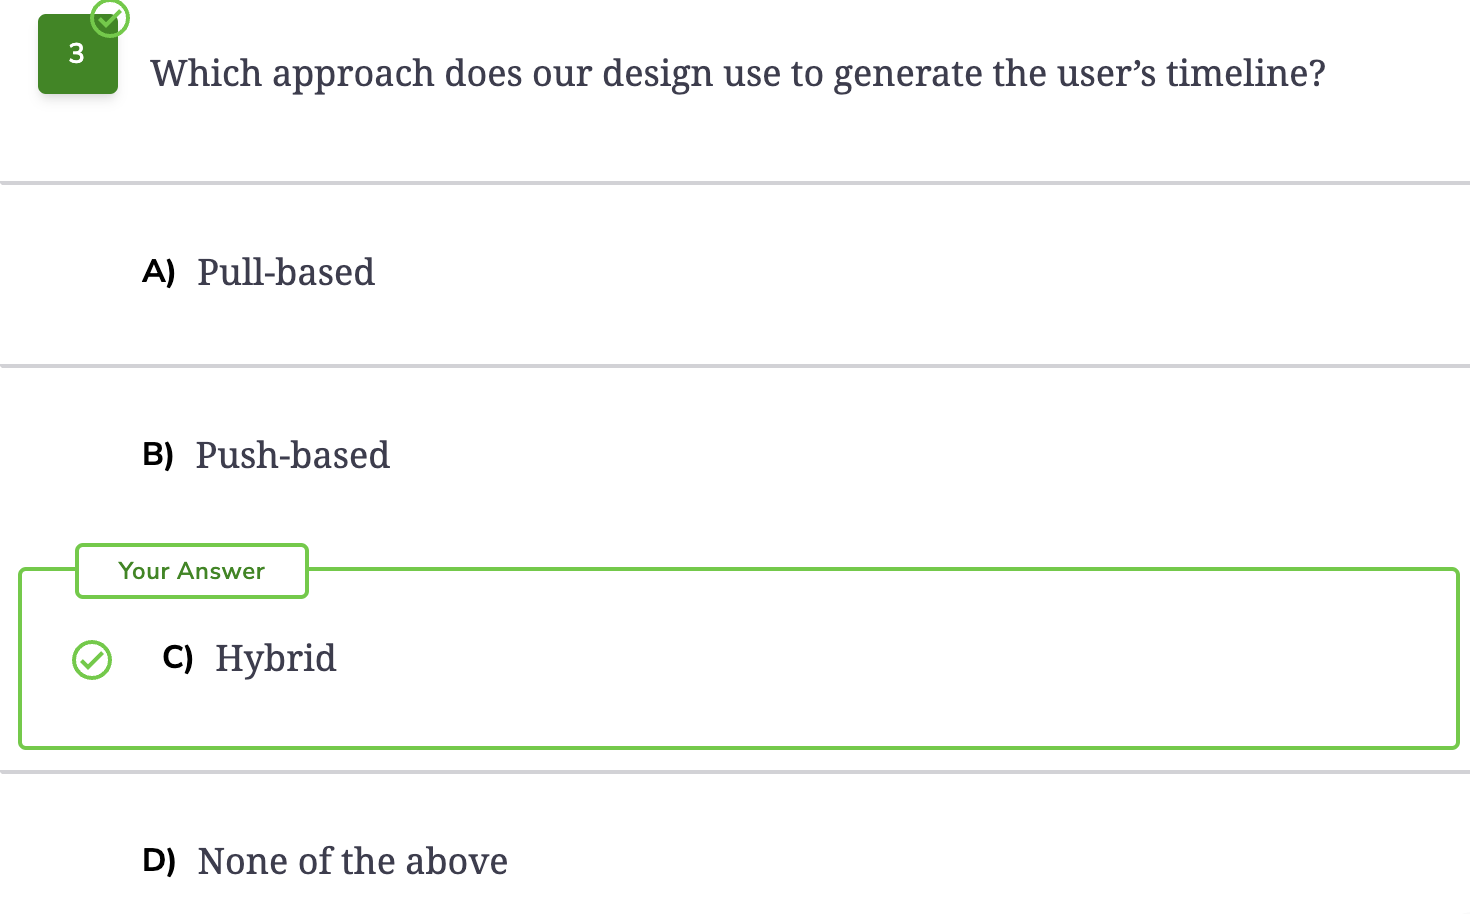 3
Which approach does our design use to generate the user’s timeline?
A) Pull-based
B) Push-based
Your Answer
C) Hybrid
D) None of the above